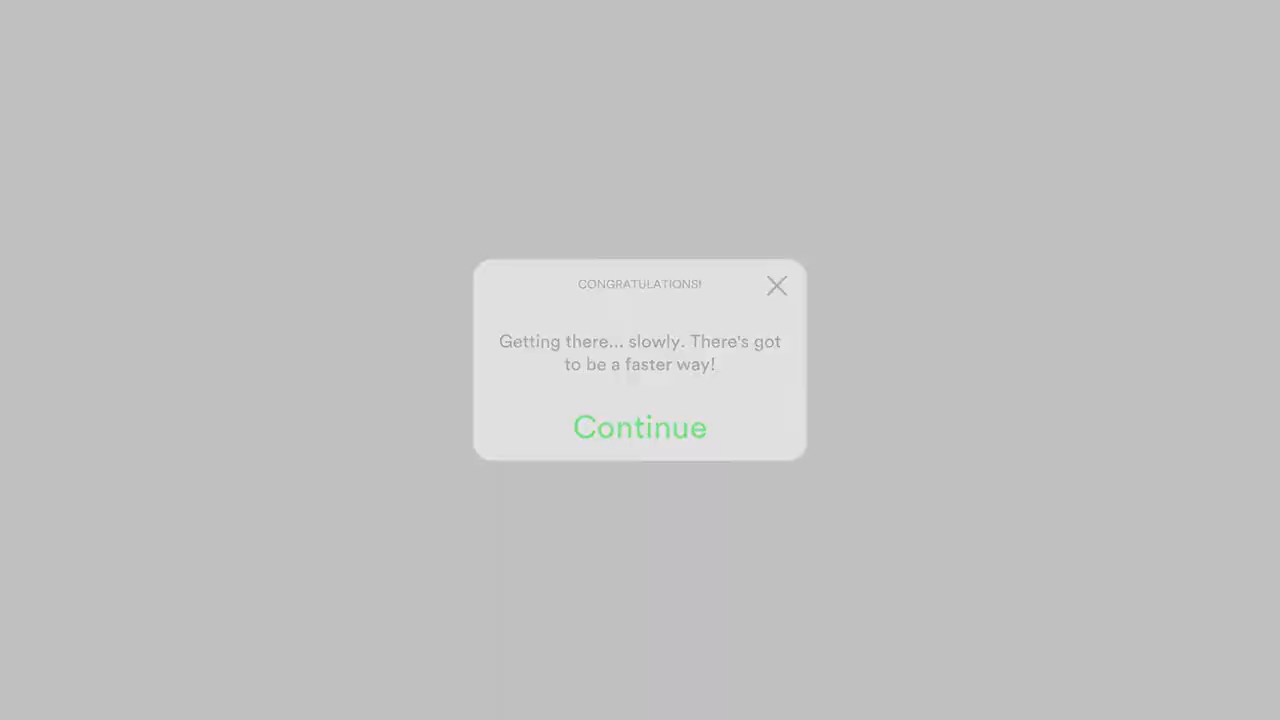 CONGRATULATIONS!
Getting there... slowly. There's got
to be a faster way!
Continue